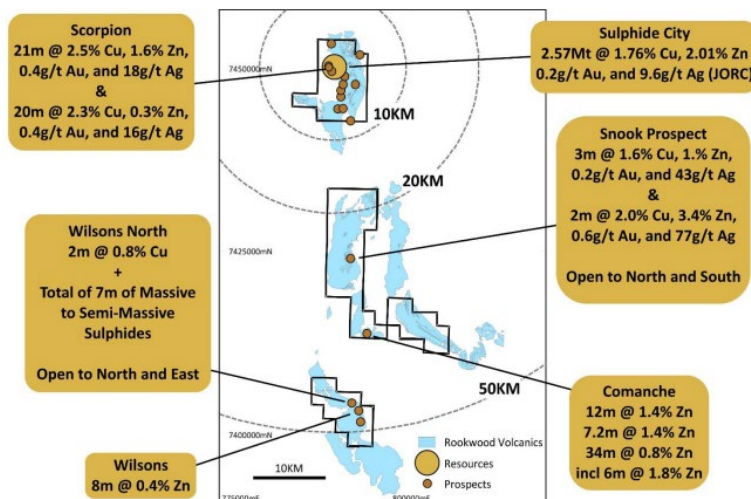 Scorpion
21m @ 2.5% Cu, 1.6% Zn,
0.4g/t Au, and 18g/t Ag
&
20m @ 2.3% Cu, 0.3% Zn,
0.4g/t Au, and 16g/t Ag
Sulphide City
2.57Mt @ 1.76% Cu, 2.01% Zn
0.2g/t Au, and 9.6g/t Ag (JORC)
7450000mN
10KM
20KM
Snook Prospect
3m @ 1.6% Cu, 1.% Zn,
0.2g/t Au, and 43g/t Ag
&
2m @ 2.0% Cu, 3.4% Zn,
0.6g/t Au, and 77g/t Ag
Open to North and South
Wilsons North
2m @ 0.8% Cu
+
Total of 7m of Massive
to Semi-Massive
Sulphides
Open to North and East
7425000mN
50KM
Comanche
12m @ 1.4% Zn
7.2m @ 1.4% Zn
34m @ 0.8% Zn
incl 6m @ 1.8% Zn
7400000mN
Wilsons
8m @ 0.4% Zn
10KM
Rookwood Volcanics
Resources
Prospects
775000mE
800000mE